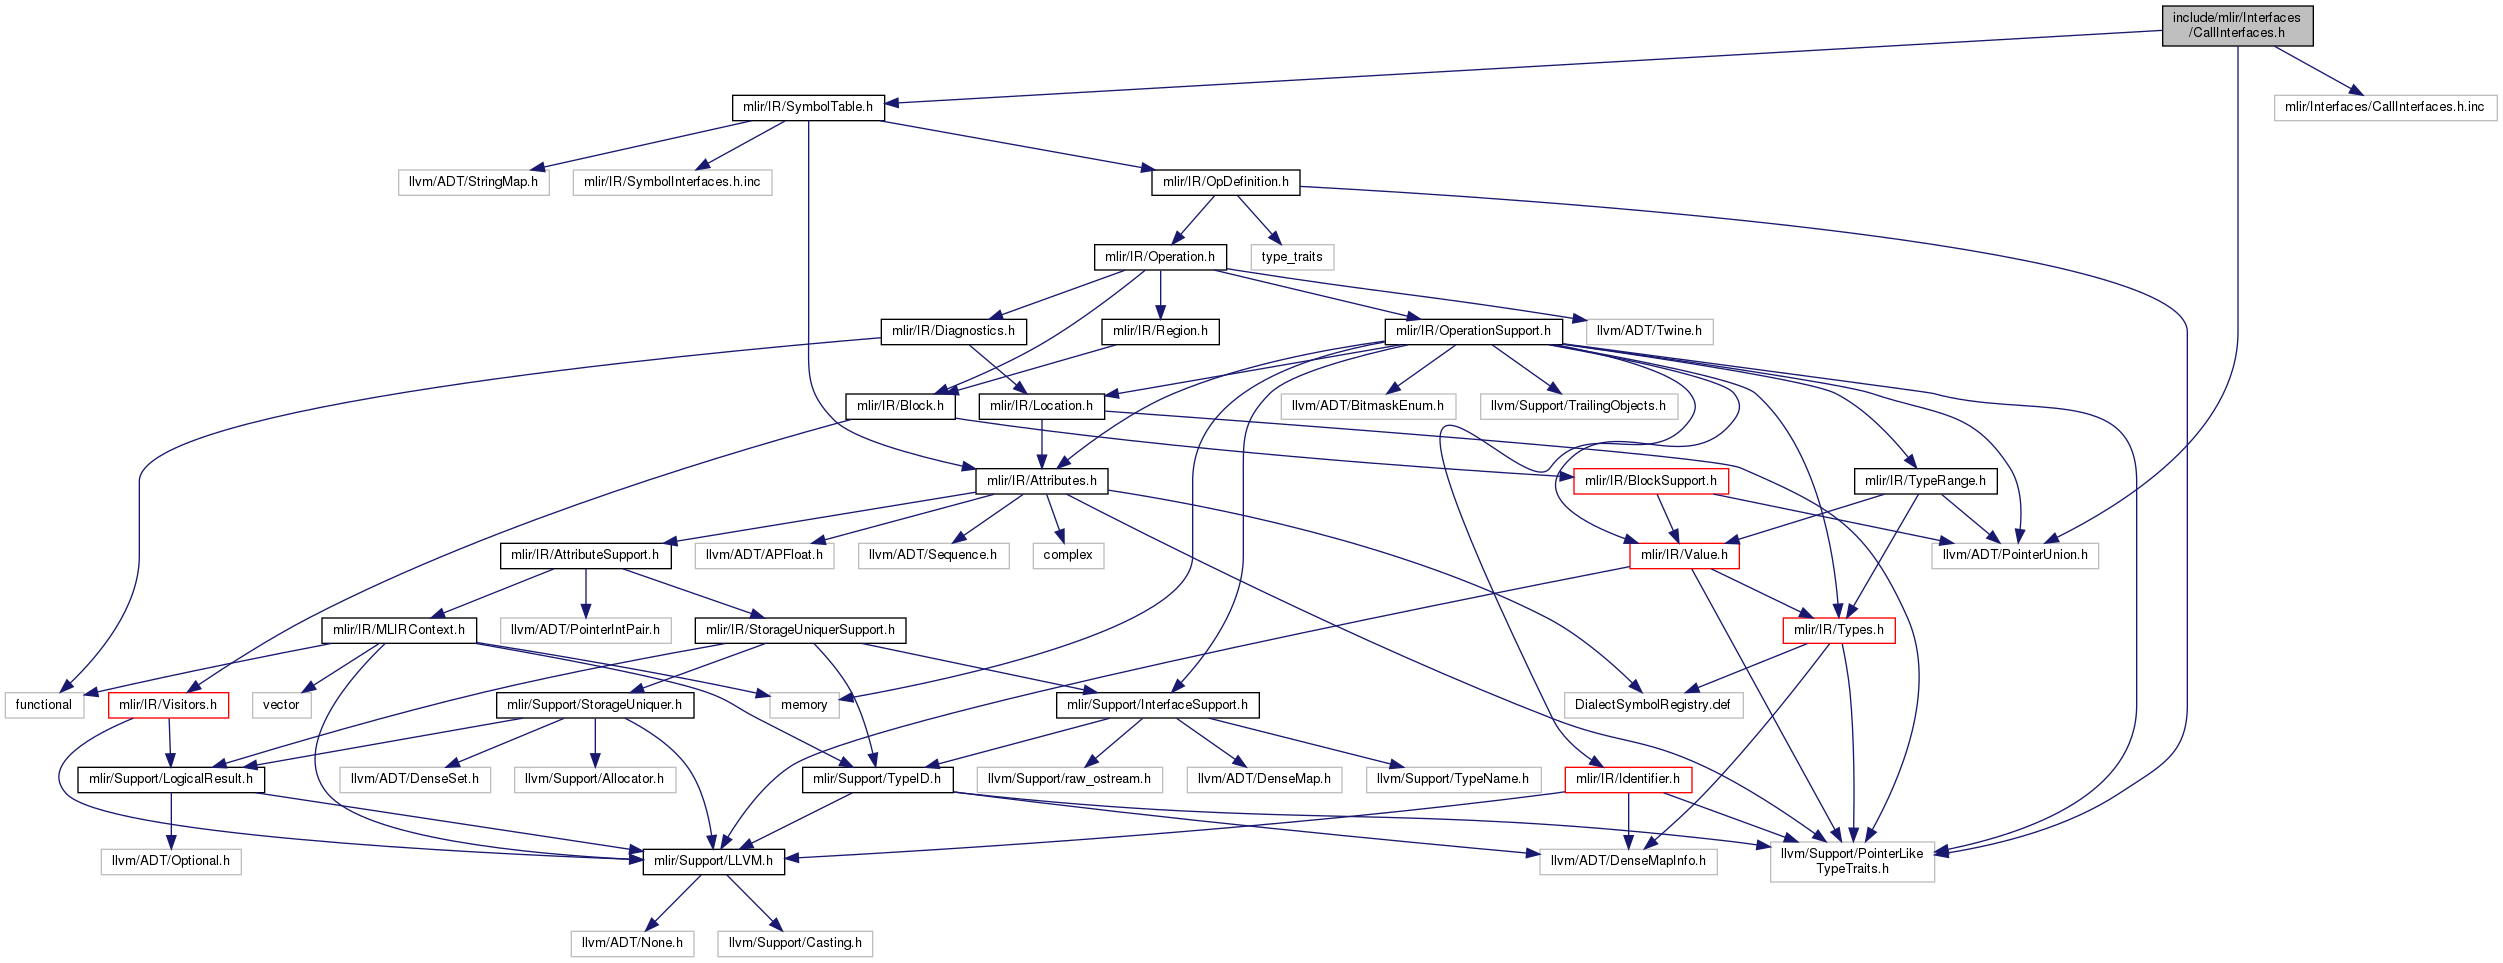 include/mlir/Interfaces
/CallInterfaces.h
mlir/IR/SymbolTable.h
mlir/Interfaces/CallInterfaces.h.inc
llvm/ADT/StringMap.h
mlir/IR/SymbolInterfaces.h.inc
mlir/IR/OpDefinition.h
mlir/IR/Operation.h
type_traits
mlir/IR/Diagnostics.h
mlir/IR/Region.h
mlir/IR/OperationSupport.h
llvm/ADT/Twine.h
mlir/IR/Block.h
mlir/IR/Location.h
llvm/ADT/BitmaskEnum.h
llvm/Support/TrailingObjects.h
mlir/IR/Attributes.h
mlir/IR/BlockSupport.h
mlir/IR/TypeRange.h
mlir/IR/AttributeSupport.h
llvm/ADT/APFloat.h
llvm/ADT/Sequence.h
complex
mlir/IR/Value.h
llvm/ADT/PointerUnion.h
mlir/IR/MLIRContext.h
llvm/ADT/PointerIntPair.h
mlir/IR/StorageUniquerSupport.h
mlir/IR/Types.h
functional
mlir/IR/Visitors.h
vector
mlir/Support/StorageUniquer.h
memory
mlir/Support/InterfaceSupport.h
DialectSymbolRegistry.def
mlir/Support/LogicalResult.h
llvm/ADT/DenseSet.h
llvm/Support/Allocator.h
mlir/Support/TypeID.h
llvm/Support/raw_ostream.h
llvm/ADT/DenseMap.h
llvm/Support/TypeName.h
mlir/IR/Identifier.h
llvm/ADT/Optional.h
mlir/Support/LLVM.h
llvm/ADT/DenseMapInfo.h
llvm/Support/PointerLike
TypeTraits.h
llvm/ADT/None.h
llvm/Support/Casting.h